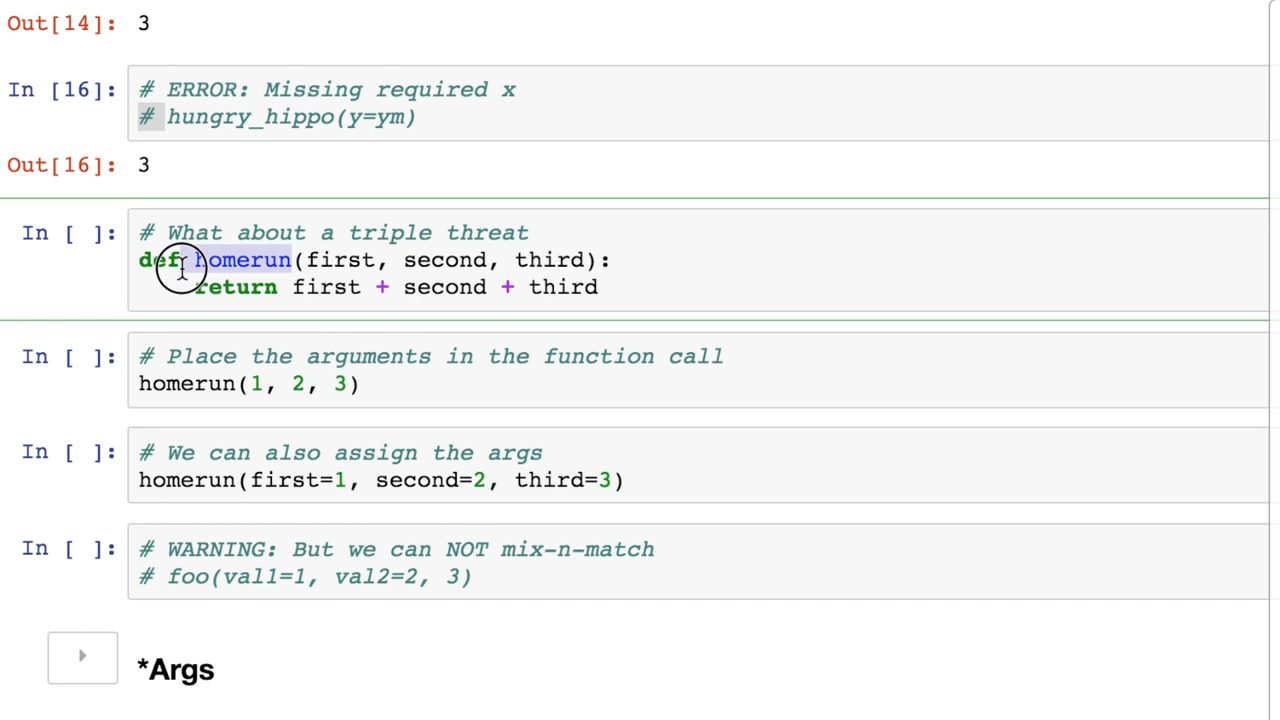 Out[14]: 3
In [16]: # ERROR: Missing required x
# hungry_hippo(y=ym)
Out[16]: 3
In [ ]: # What about a triple threat
def homerun(first, second, third):
return first + second + third
In [ ]: # Place the arguments in the function call
homerun(1, 2, 3)
In [ ]: # We can also assign the args
homerun(first=1, second=2, third=3)
In [ ]: # WARNING: But we can NOT mix-n-match
# foo(val1=1, val2=2, 3)
*Args